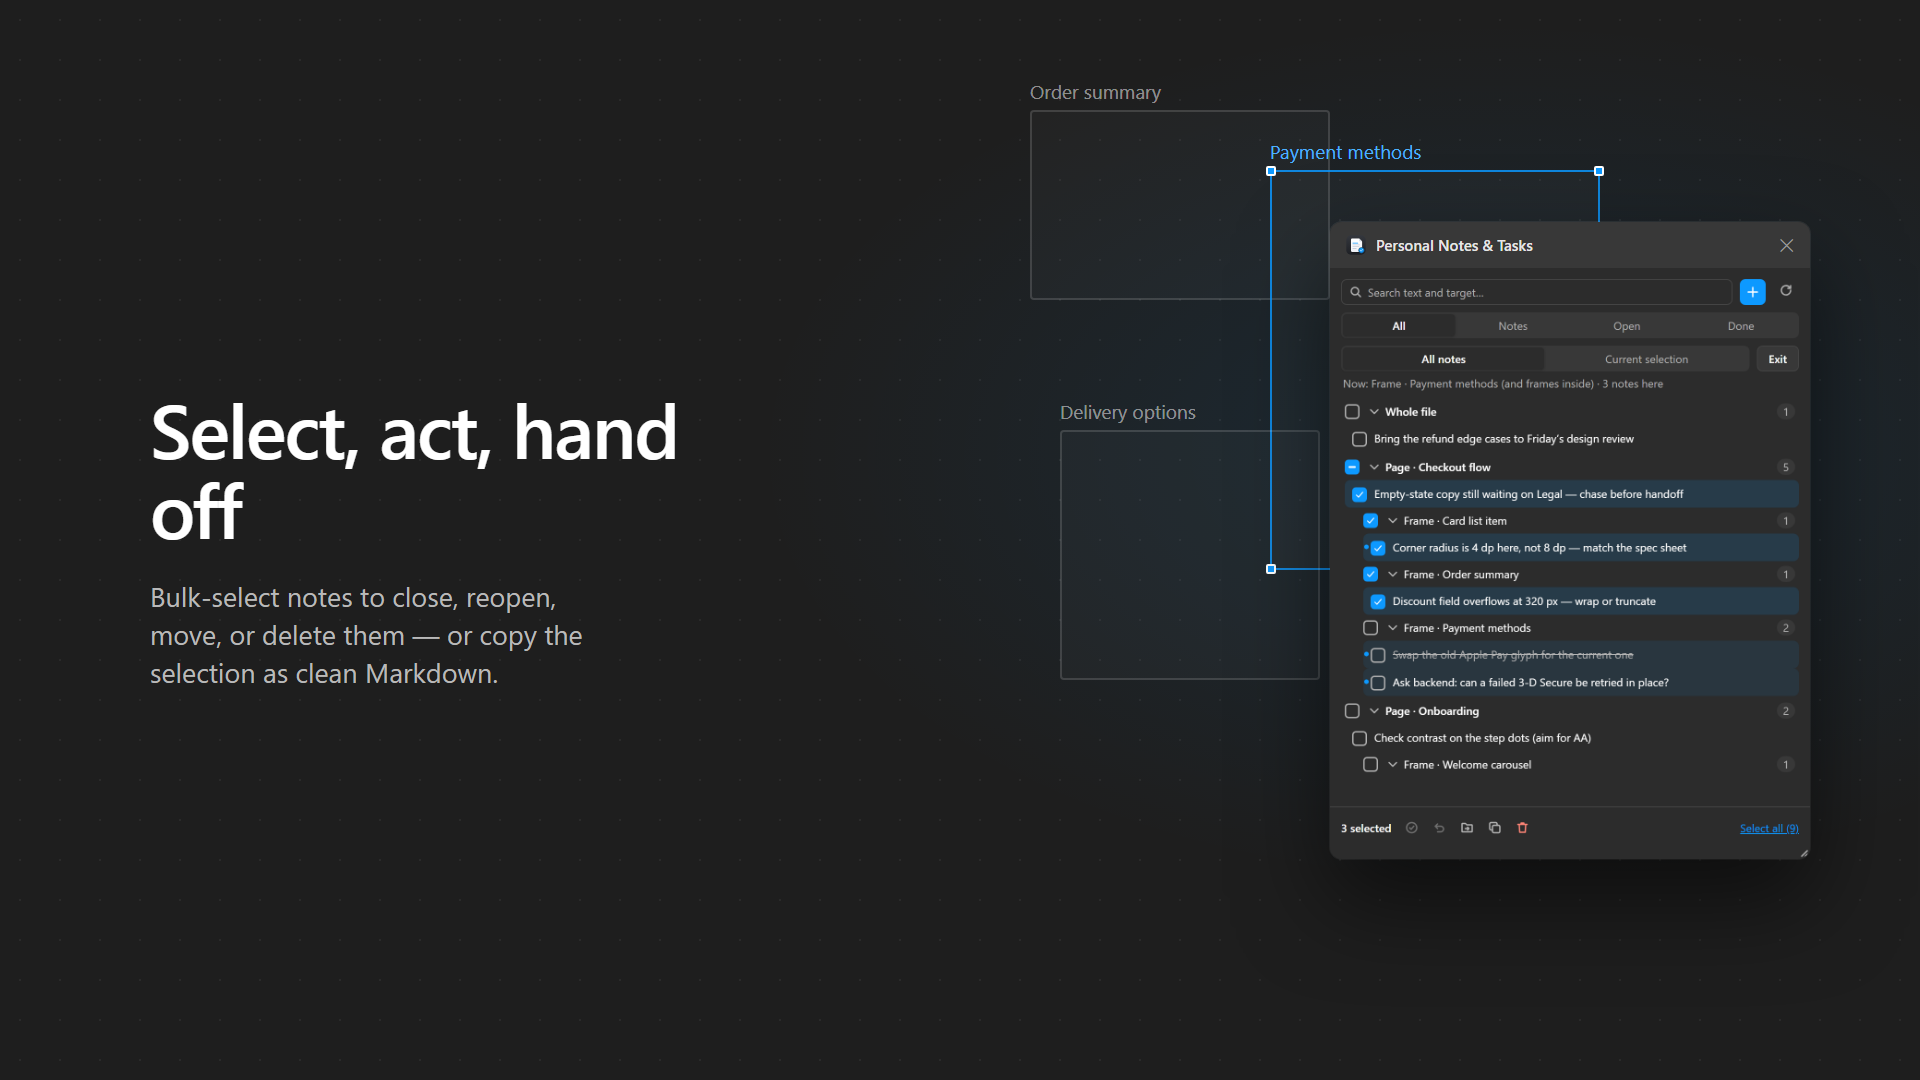 Select, act, hand
off
Bulk-select notes to close, reopen,
move, or delete them — or copy the
selection as clean Markdown.
Order summary
Payment methods
Delivery options
Personal Notes & Tasks
Search text and target...
All
Notes
Open
Done
All notes
Current selection
Exit
Now: Frame · Payment methods (and frames inside) · 3 notes here
Whole file
1
Bring the refund edge cases to Friday's design review
Page · Checkout flow
5
Empty-state copy still waiting on Legal — chase before handoff
Frame · Card list item
1
Corner radius is 4 dp here, not 8 dp — match the spec sheet
Frame · Order summary
1
Discount field overflows at 320 px — wrap or truncate
Frame · Payment methods
2
Swap the old Apple Pay glyph for the current one
Ask backend: can a failed 3-D Secure be retried in place?
Page · Onboarding
2
Check contrast on the step dots (aim for AA)
Frame · Welcome carousel
1
3 selected
Select all (9)